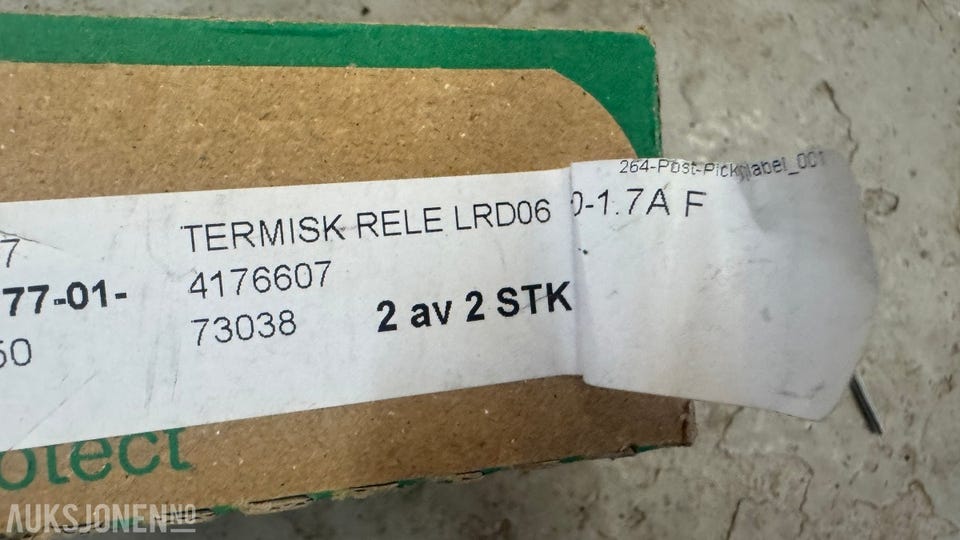 264-Post-Picklabel_001
7 TERMISK RELE LRD06 0-1.7A F
77-01- 4176607
50 73038 2 av 2 STK
otect
AUKSJONEN.NO